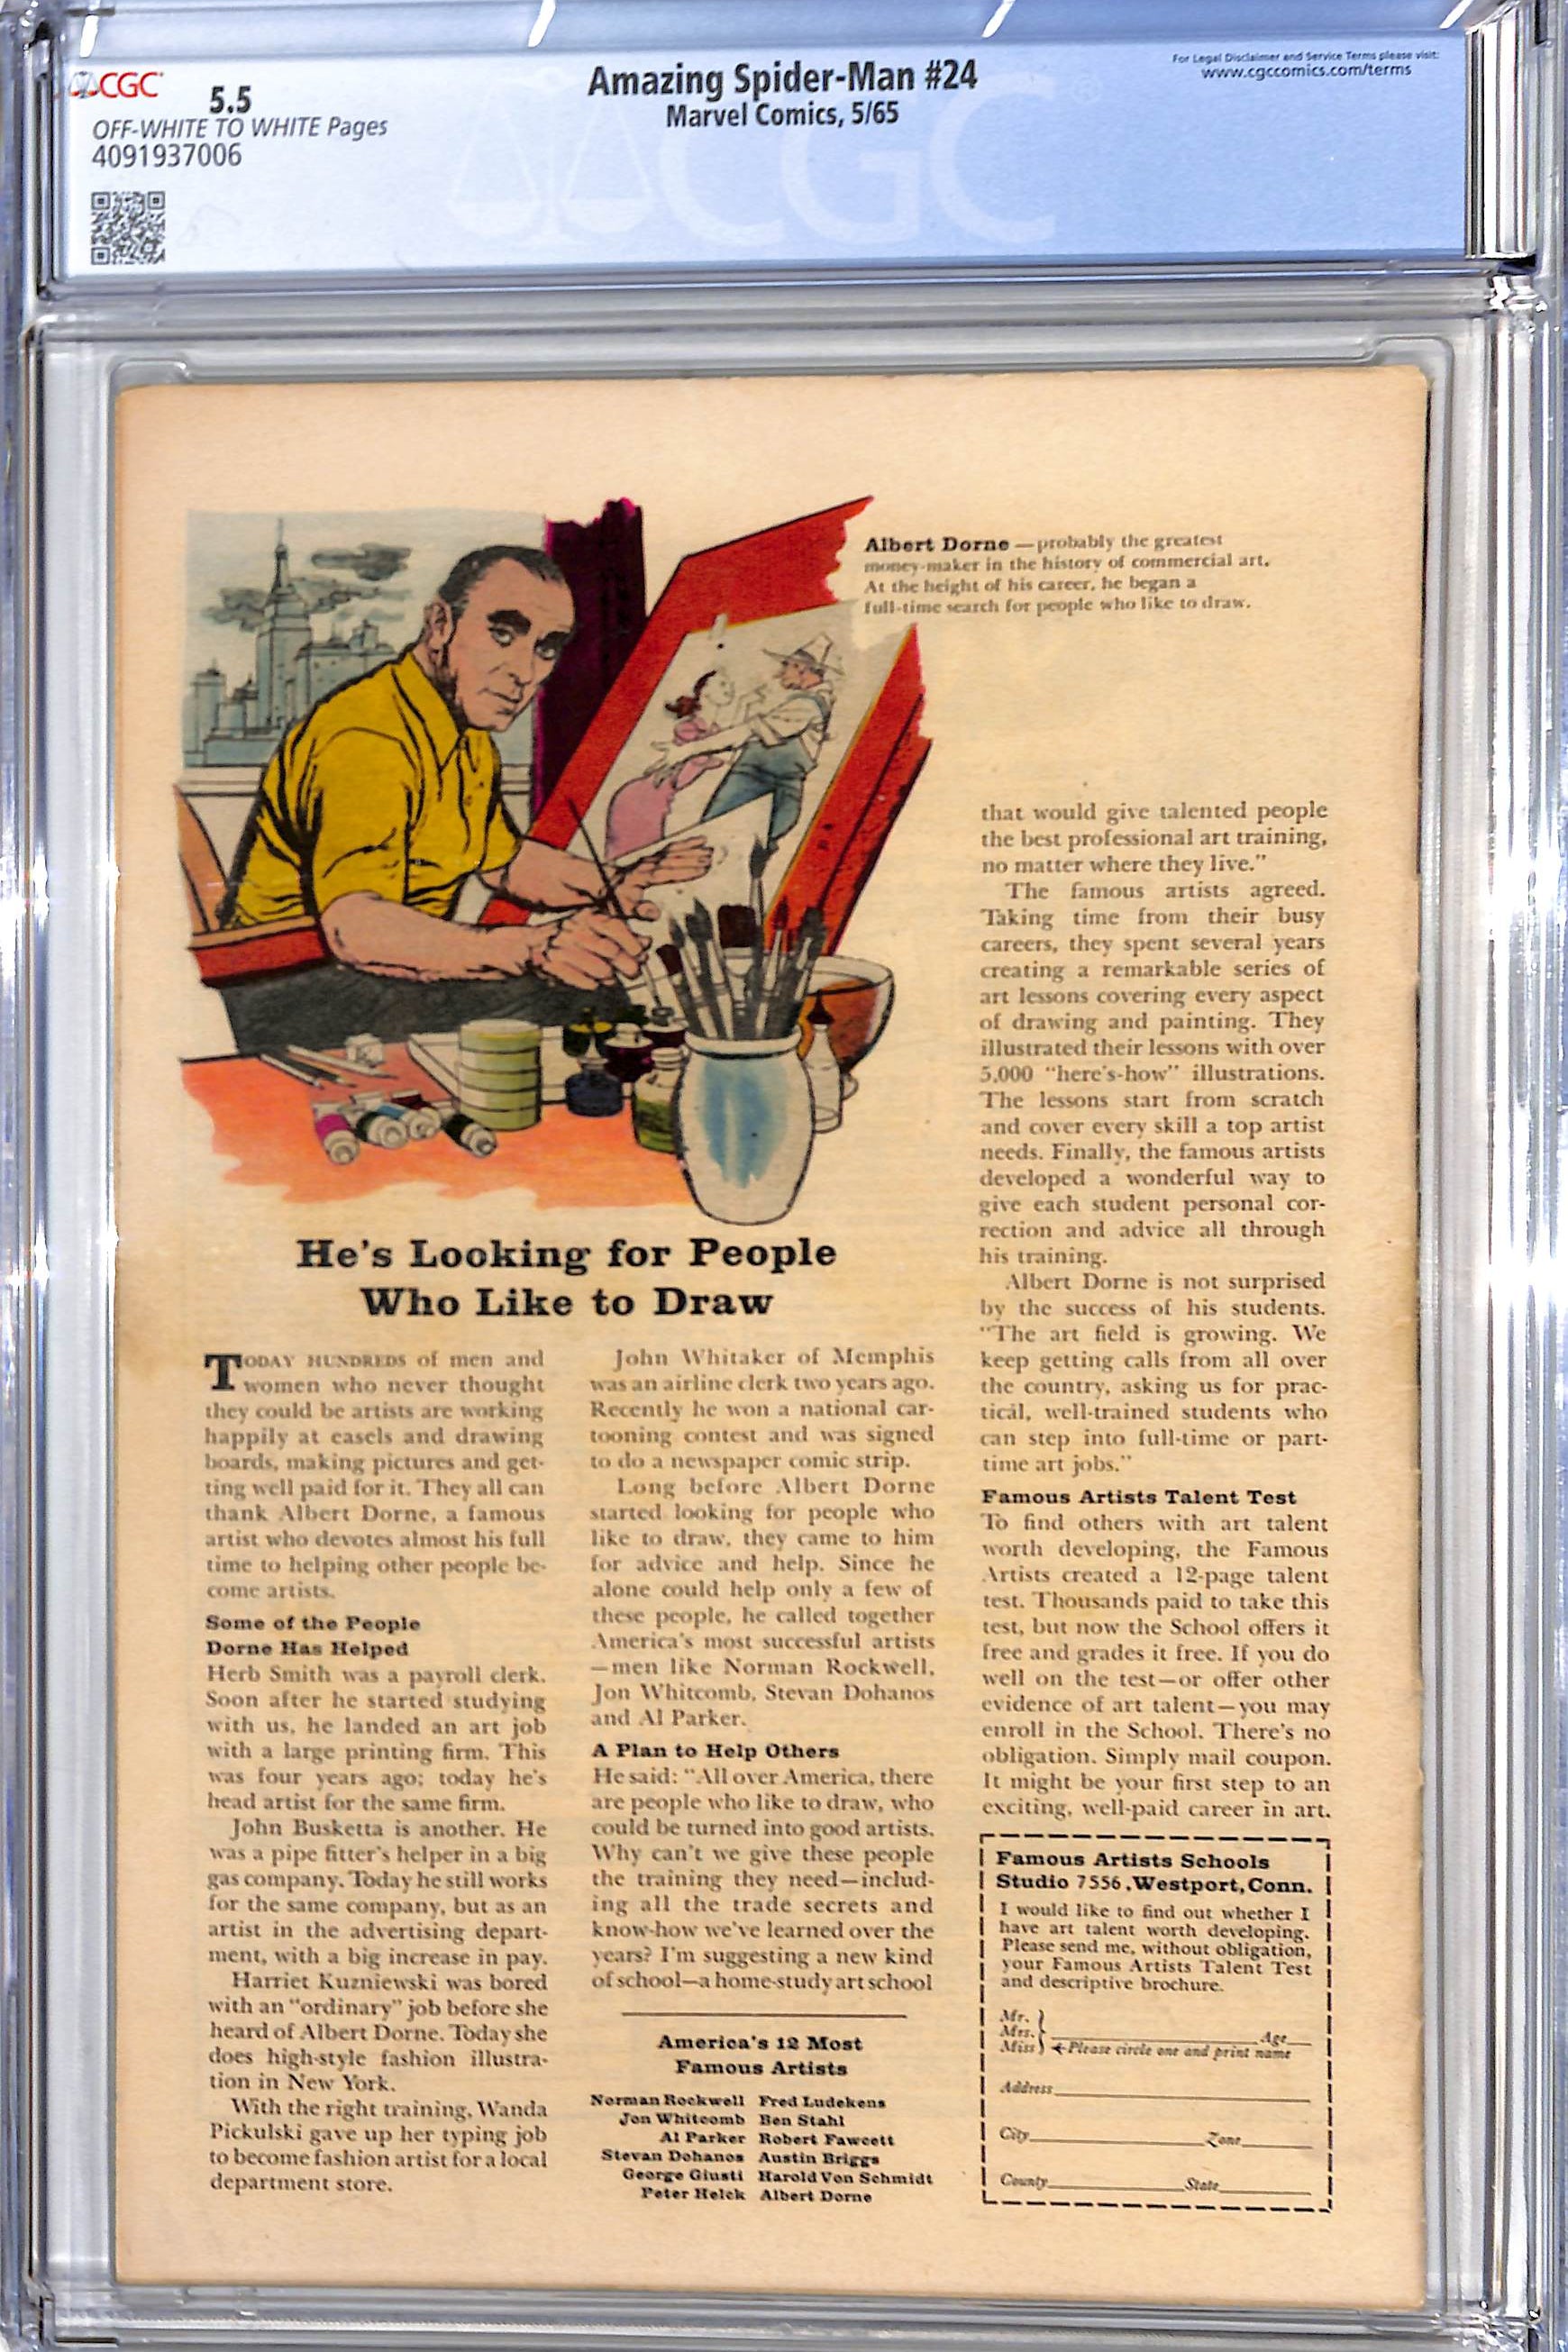 CGC
5.5
OFF-WHITE TO WHITE Pages
4091937006
Amazing Spider-Man #24
Marvel Comics, 5/65
For Legal Disclaimer and Service Terms please visit:
www.cgccomics.com/terms
CGC
Albert Dorne — probably the greatest
money-maker in the history of commercial art.
At the height of his career, he began a
full-time search for people who like to draw.
He's Looking for People
Who Like to Draw
TODAY HUNDREDS of men and
women who never thought
they could be artists are working
happily at easels and drawing
boards, making pictures and get-
ting well paid for it. They all can
thank Albert Dorne, a famous
artist who devotes almost his full
time to helping other people be-
come artists.
Some of the People
Dorne Has Helped
Herb Smith was a payroll clerk.
Soon after he started studying
with us, he landed an art job
with a large printing firm. This
was four years ago; today he's
head artist for the same firm.
John Busketta is another. He
was a pipe fitter's helper in a big
gas company. Today he still works
for the same company, but as an
artist in the advertising depart-
ment, with a big increase in pay.
Harriet Kuzniewski was bored
with an "ordinary" job before she
heard of Albert Dorne. Today she
does high-style fashion illustra-
tion in New York.
With the right training, Wanda
Pickulski gave up her typing job
to become fashion artist for a local
department store.
John Whitaker of Memphis
was an airline clerk two years ago.
Recently he won a national car-
tooning contest and was signed
to do a newspaper comic strip.
Long before Albert Dorne
started looking for people who
like to draw, they came to him
for advice and help. Since he
alone could help only a few of
these people, he called together
America's most successful artists
—men like Norman Rockwell,
Jon Whitcomb, Stevan Dohanos
and Al Parker.
A Plan to Help Others
He said: "All over America, there
are people who like to draw, who
could be turned into good artists.
Why can't we give these people
the training they need—includ-
ing all the trade secrets and
know-how we've learned over the
years? I'm suggesting a new kind
of school—a home-study art school
America's 12 Most
Famous Artists
Norman Rockwell Fred Ludekens
Jon Whitcomb Ben Stahl
Al Parker Robert Fawcett
Stevan Dohanos Austin Briggs
George Giusti Harold Von Schmidt
Peter Helck Albert Dorne
that would give talented people
the best professional art training,
no matter where they live."
The famous artists agreed.
Taking time from their busy
careers, they spent several years
creating a remarkable series of
art lessons covering every aspect
of drawing and painting. They
illustrated their lessons with over
5,000 "here's-how" illustrations.
The lessons start from scratch
and cover every skill a top artist
needs. Finally, the famous artists
developed a wonderful way to
give each student personal cor-
rection and advice all through
his training.
Albert Dorne is not surprised
by the success of his students.
"The art field is growing. We
keep getting calls from all over
the country, asking us for prac-
tical, well-trained students who
can step into full-time or part-
time art jobs."
Famous Artists Talent Test
To find others with art talent
worth developing, the Famous
Artists created a 12-page talent
test. Thousands paid to take this
test, but now the School offers it
free and grades it free. If you do
well on the test—or offer other
evidence of art talent—you may
enroll in the School. There's no
obligation. Simply mail coupon.
It might be your first step to an
exciting, well-paid career in art.
Famous Artists Schools
Studio 7556, Westport, Conn.
I would like to find out whether I
have art talent worth developing.
Please send me, without obligation,
your Famous Artists Talent Test
and descriptive brochure.
Mr.
Mrs. Age
Miss Please circle one and print name
Address
City Zone
County State